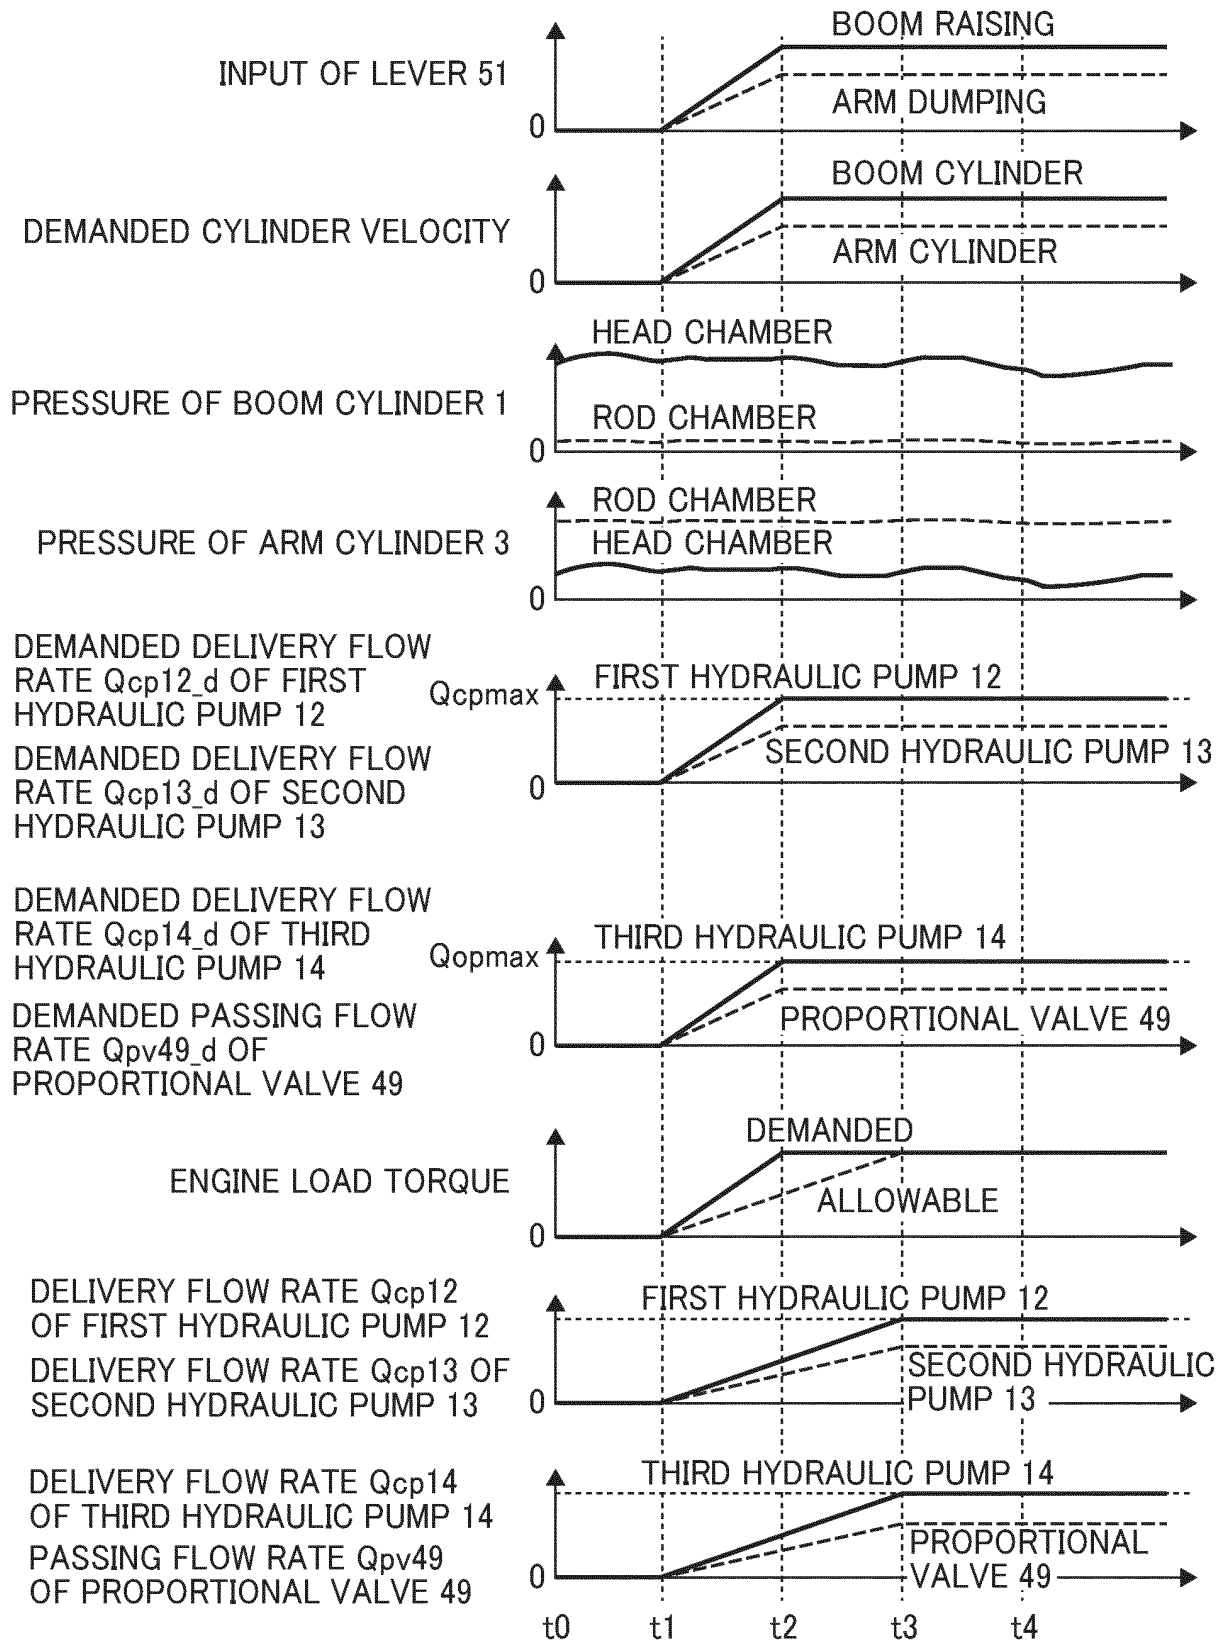 BOOM RAISING
INPUT OF LEVER 51
ARM DUMPING
0
BOOM CYLINDER
DEMANDED CYLINDER VELOCITY
ARM CYLINDER
0
HEAD CHAMBER
PRESSURE OF BOOM CYLINDER 1
ROD CHAMBER
0
ROD CHAMBER
PRESSURE OF ARM CYLINDER 3
HEAD CHAMBER
0
DEMANDED DELIVERY FLOW
RATE Qcp12_d OF FIRST
HYDRAULIC PUMP 12
Qcpmax
FIRST HYDRAULIC PUMP 12
DEMANDED DELIVERY FLOW
RATE Qcp13_d OF SECOND
HYDRAULIC PUMP 13
SECOND HYDRAULIC PUMP 13
0
DEMANDED DELIVERY FLOW
RATE Qcp14_d OF THIRD
HYDRAULIC PUMP 14
Qopmax
THIRD HYDRAULIC PUMP 14
DEMANDED PASSING FLOW
RATE Qpv49_d OF
PROPORTIONAL VALVE 49
PROPORTIONAL VALVE 49
0
DEMANDED
ENGINE LOAD TORQUE
ALLOWABLE
0
DELIVERY FLOW RATE Qcp12
OF FIRST HYDRAULIC PUMP 12
FIRST HYDRAULIC PUMP 12
DELIVERY FLOW RATE Qcp13 OF
SECOND HYDRAULIC PUMP 13
SECOND HYDRAULIC
PUMP 13
0
DELIVERY FLOW RATE Qcp14
OF THIRD HYDRAULIC PUMP 14
THIRD HYDRAULIC PUMP 14
PASSING FLOW RATE Qpv49
OF PROPORTIONAL VALVE 49
PROPORTIONAL
VALVE 49
0
t0 t1 t2 t3 t4